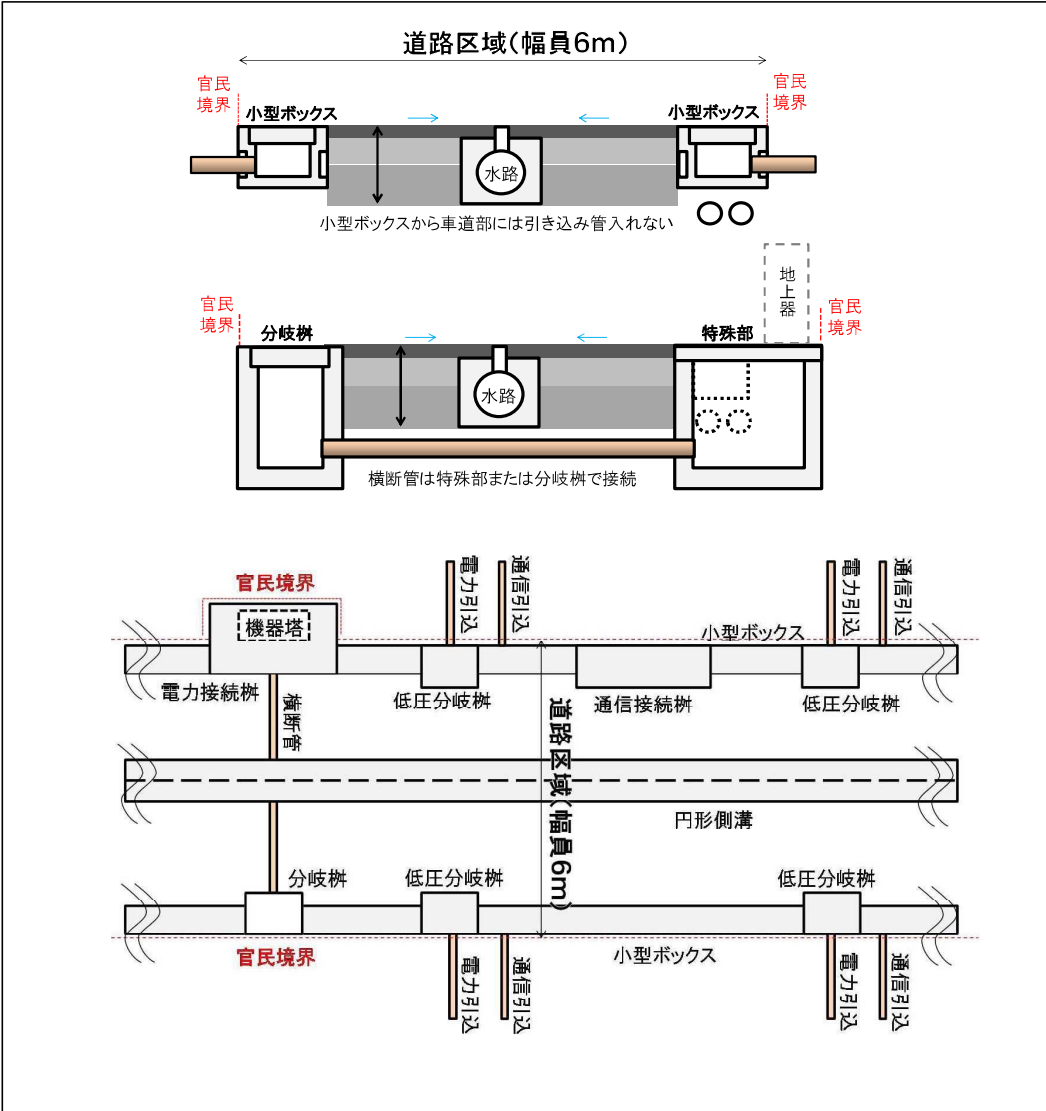 道路区域(幅員6m)
官民
境界
官民
境界
小型ボックス
小型ボックス
水路
小型ボックスから車道部には引き込み管入れない
地上器
官民
境界
官民
境界
分岐桝
特殊部
水路
横断管は特殊部または分岐桝で接続
電力引込
通信引込
電力引込
通信引込
官民境界
機器塔
小型ボックス
電力接続桝
低圧分岐桝
通信接続桝
低圧分岐桝
横断管
道路区域(幅員6m)
円形側溝
分岐桝
低圧分岐桝
低圧分岐桝
官民境界
小型ボックス
電力引込
通信引込
電力引込
通信引込